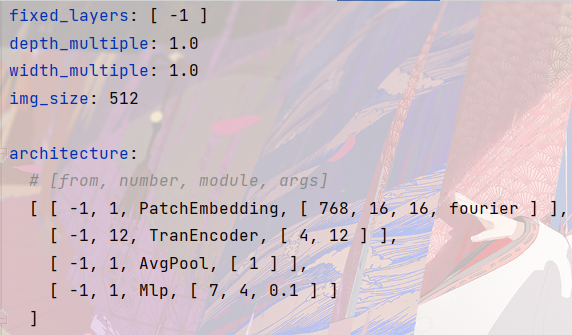 fixed_layers: [ -1 ]
depth_multiple: 1.0
width_multiple: 1.0
img_size: 512
architecture:
# [from, number, module, args]
[ [ -1, 1, PatchEmbedding, [ 768, 16, 16, fourier ] ],
[ -1, 12, TranEncoder, [ 4, 12 ] ],
[ -1, 1, AvgPool, [ 1 ] ],
[ -1, 1, Mlp, [ 7, 4, 0.1 ] ]
]